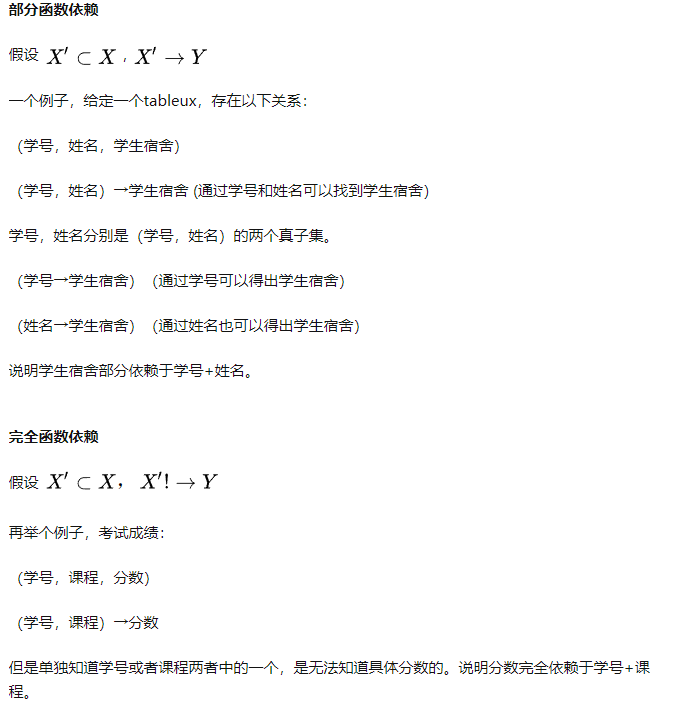 部分函数依赖
假设 X′ ⊂ X , X′ → Y
一个例子，给定一个tableux，存在以下关系：
（学号，姓名，学生宿舍）
（学号，姓名）→学生宿舍 (通过学号和姓名可以找到学生宿舍）
学号，姓名分别是（学号，姓名）的两个真子集。
（学号→学生宿舍）（通过学号可以得出学生宿舍）
（姓名→学生宿舍）（通过姓名也可以得出学生宿舍）
说明学生宿舍部分依赖于学号+姓名。
完全函数依赖
假设 X′ ⊂ X， X′! → Y
再举个例子，考试成绩：
（学号，课程，分数）
（学号，课程）→分数
但是单独知道学号或者课程两者中的一个，是无法知道具体分数的。说明分数完全依赖于学号+课
程。